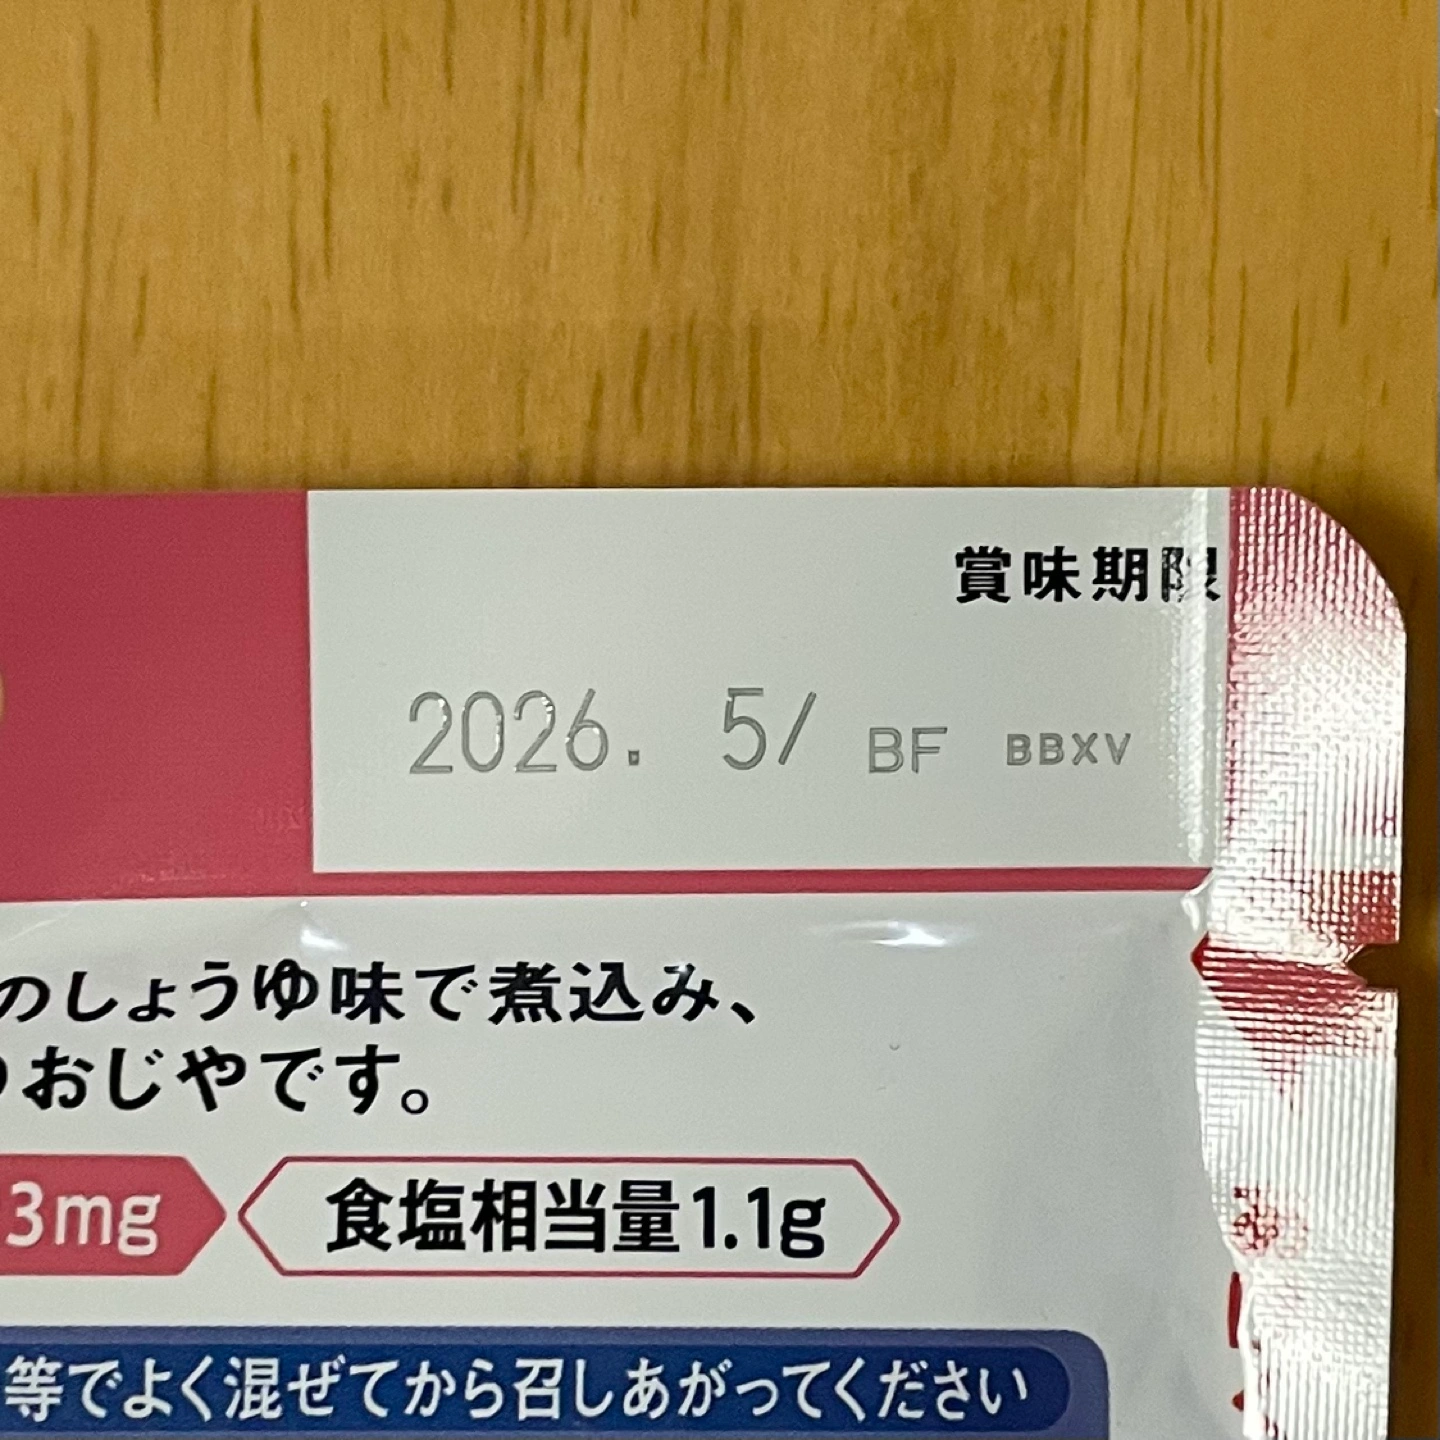 賞味期限
2026. 5/ BF BBXV
のしょうゆ味で煮込み、
おじやです。
3mg 食塩相当量1.1g
等でよく混ぜてから召しあがってください